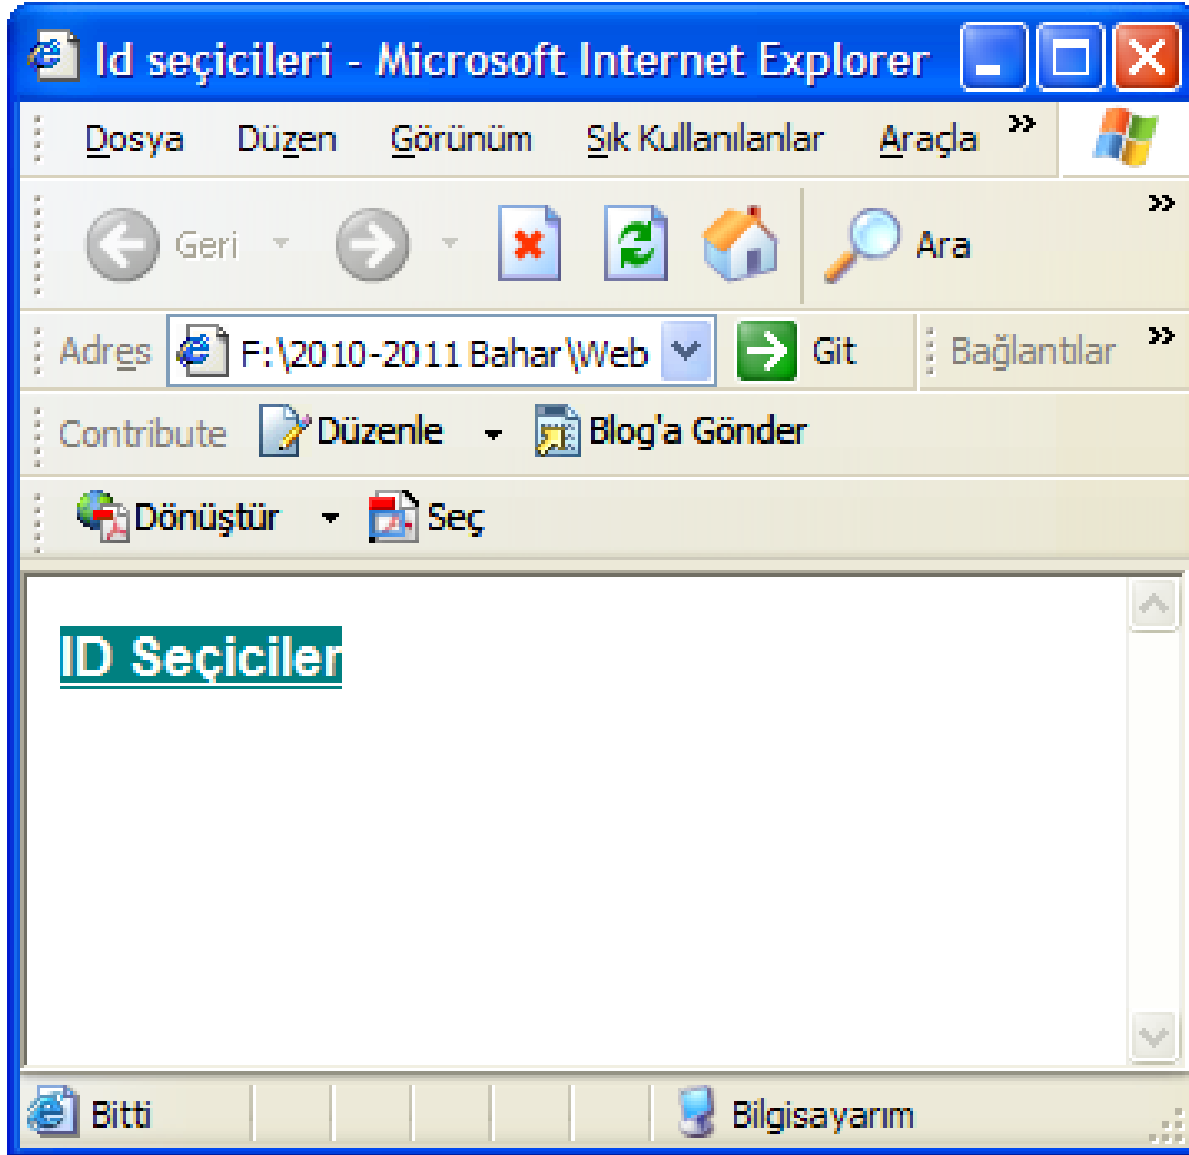 Id seçicileri - Microsoft Internet Explorer
Dosya Düzen Görünüm Sık Kullanılanlar Araçla »
Geri Ara »
Adres F:\2010-2011 Bahar\Web Git Bağlantılar »
Contribute Düzenle Blog'a Gönder
Dönüştür Seç
ID Seçiciler
Bitti Bilgisayarım